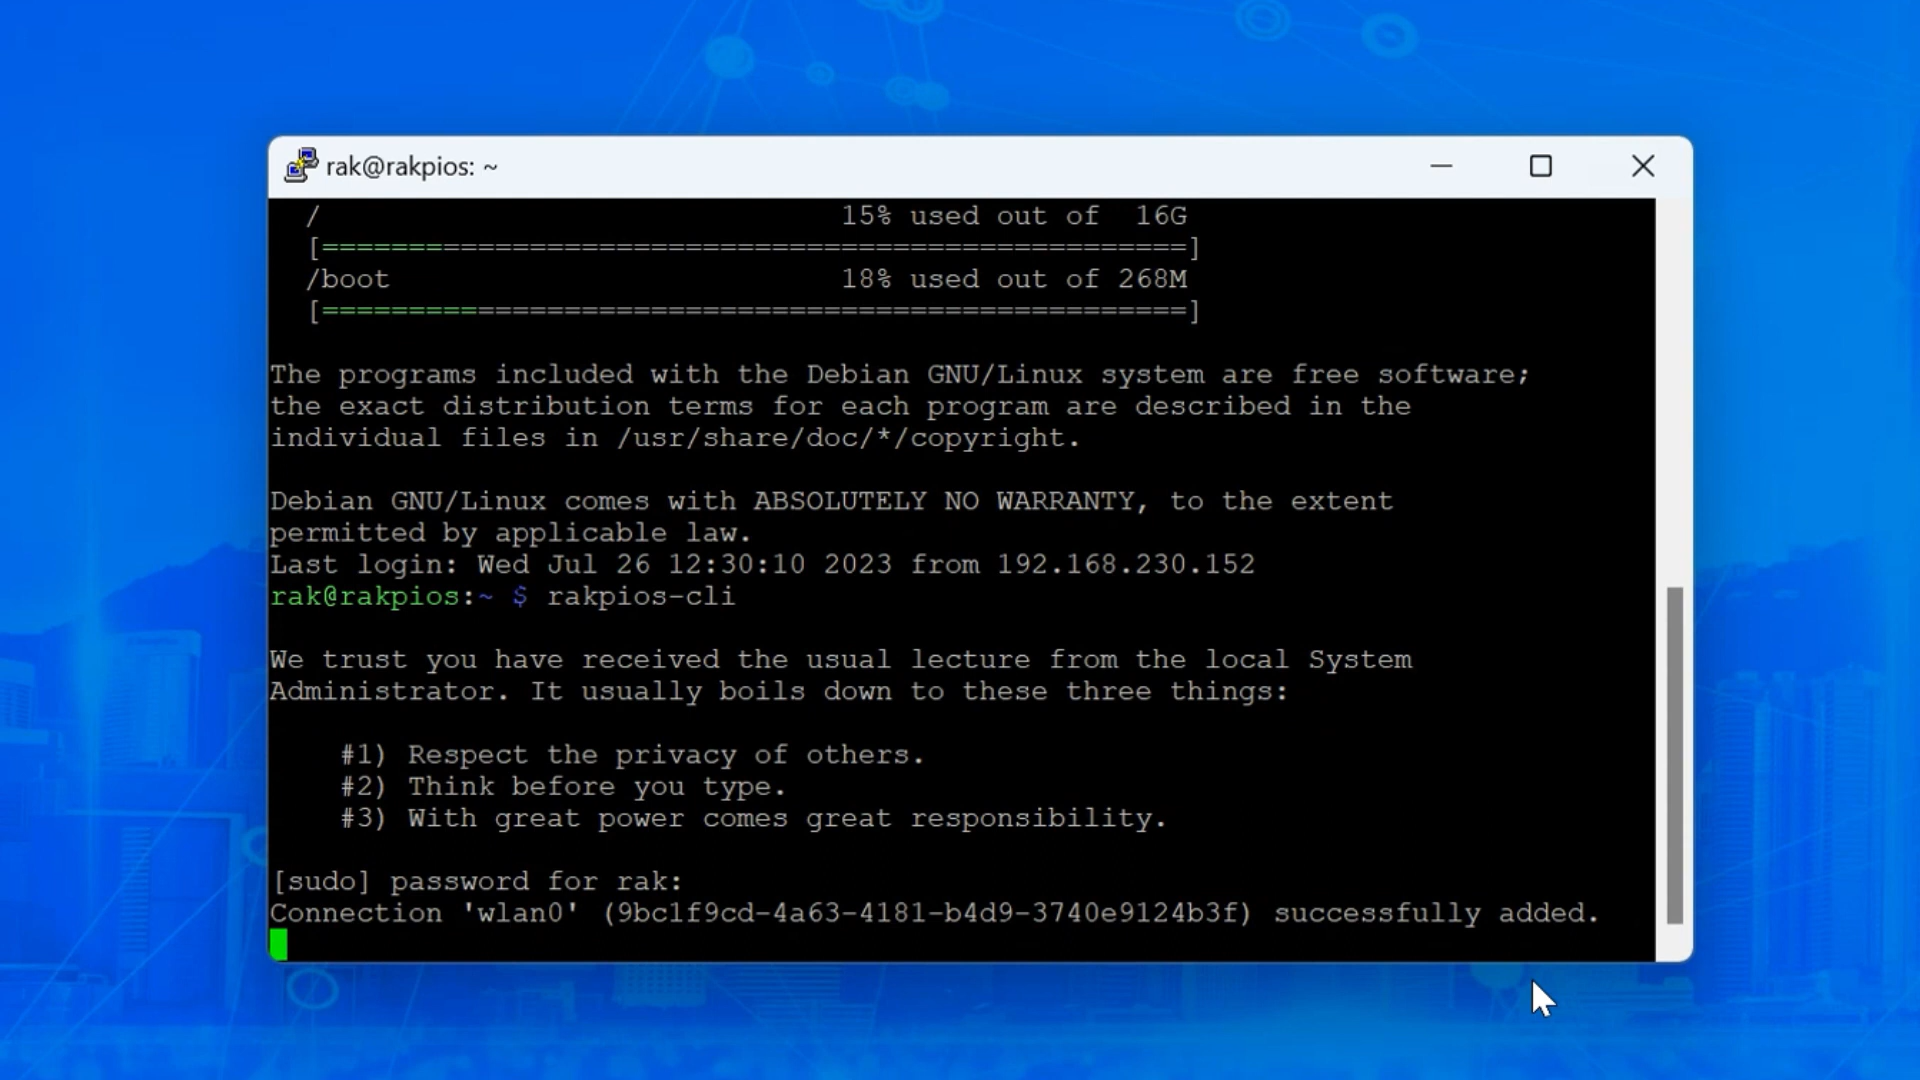 rak@rakpios: ~
/ 15% used out of 16G
[==================================================]
/boot 18% used out of 268M
[==================================================]
The programs included with the Debian GNU/Linux system are free software;
the exact distribution terms for each program are described in the
individual files in /usr/share/doc/*/copyright.
Debian GNU/Linux comes with ABSOLUTELY NO WARRANTY, to the extent
permitted by applicable law.
Last login: Wed Jul 26 12:30:10 2023 from 192.168.230.152
rak@rakpios:~ $ rakpios-cli
We trust you have received the usual lecture from the local System
Administrator. It usually boils down to these three things:
#1) Respect the privacy of others.
#2) Think before you type.
#3) With great power comes great responsibility.
[sudo] password for rak:
Connection 'wlan0' (9bc1f9cd-4a63-4181-b4d9-3740e9124b3f) successfully added.